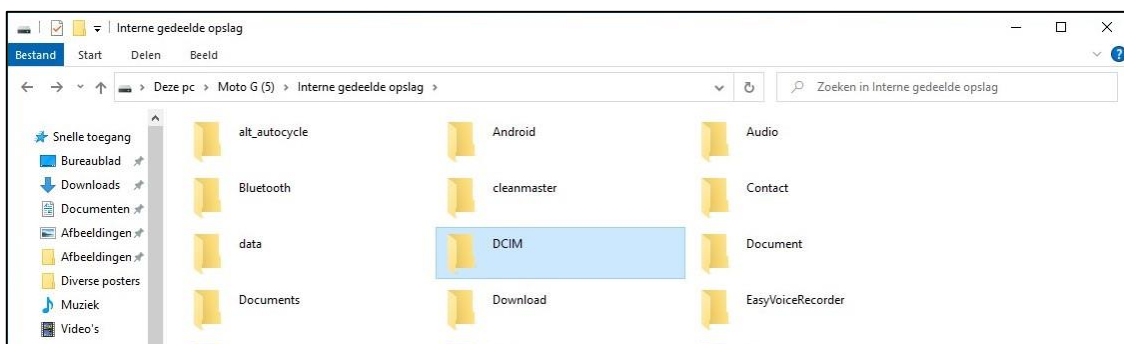 Interne gedeelde opslag
Bestand Start Delen Beeld
Deze pc > Moto G (5) > Interne gedeelde opslag > Zoeken in Interne gedeelde opslag
Snelle toegang
Bureaublad
Downloads
Documenten
Afbeeldingen
Afbeeldingen
Diverse posters
Muziek
Video's
alt_autocycle Android Audio
Bluetooth cleanmaster Contact
data DCIM Document
Documents Download EasyVoiceRecorder